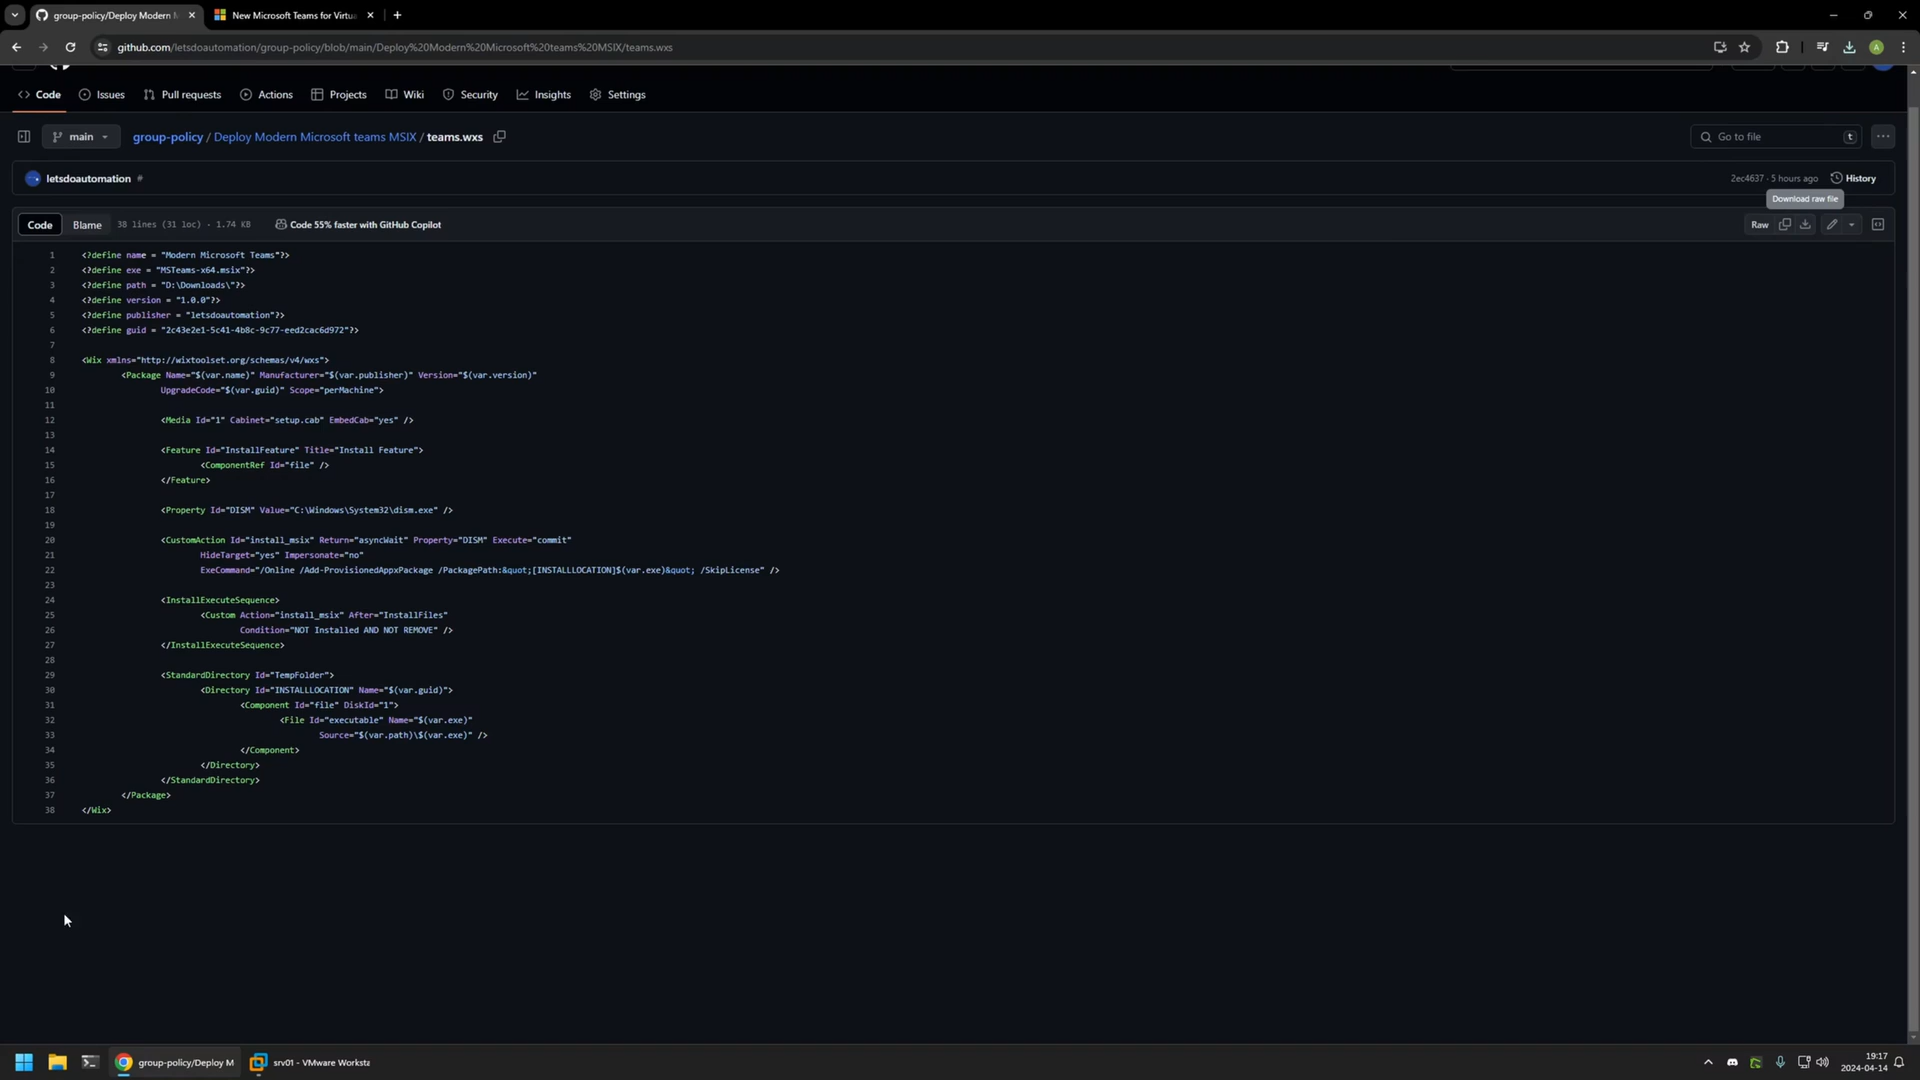 group-policy/Deploy Modern M
New Microsoft Teams for Virtua
github.com/letsdoautomation/group-policy/blob/main/Deploy%20Modern%20Microsoft%20teams%20MSIX/teams.wxs
A
Code
Issues
Pull requests
Actions
Projects
Wiki
Security
Insights
Settings
main
group-policy / Deploy Modern Microsoft teams MSIX / teams.wxs
Go to file
t
letsdoautomation #
2ec4637 · 5 hours ago
History
Download raw file
Code
Blame
38 lines (31 loc) · 1.74 KB
Code 55% faster with GitHub Copilot
Raw
1 <?define name = "Modern Microsoft Teams"?>
2 <?define exe = "MSTeams-x64.msix"?>
3 <?define path = "D:\Downloads\"?>
4 <?define version = "1.0.0"?>
5 <?define publisher = "letsdoautomation"?>
6 <?define guid = "2c43e2e1-5c41-4b8c-9c77-eed2cac6d972"?>
7
8 <Wix xmlns="http://wixtoolset.org/schemas/v4/wxs">
9 <Package Name="$(var.name)" Manufacturer="$(var.publisher)" Version="$(var.version)"
10 UpgradeCode="$(var.guid)" Scope="perMachine">
11
12 <Media Id="1" Cabinet="setup.cab" EmbedCab="yes" />
13
14 <Feature Id="InstallFeature" Title="Install Feature">
15 <ComponentRef Id="file" />
16 </Feature>
17
18 <Property Id="DISM" Value="C:\Windows\System32\dism.exe" />
19
20 <CustomAction Id="install_msix" Return="asyncWait" Property="DISM" Execute="commit"
21 HideTarget="yes" Impersonate="no"
22 ExeCommand="/Online /Add-ProvisionedAppxPackage /PackagePath:&quot;[INSTALLLOCATION]$(var.exe)&quot; /SkipLicense" />
23
24 <InstallExecuteSequence>
25 <Custom Action="install_msix" After="InstallFiles"
26 Condition="NOT Installed AND NOT REMOVE" />
27 </InstallExecuteSequence>
28
29 <StandardDirectory Id="TempFolder">
30 <Directory Id="INSTALLLOCATION" Name="$(var.guid)">
31 <Component Id="file" DiskId="1">
32 <File Id="executable" Name="$(var.exe)"
33 Source="$(var.path)\$(var.exe)" />
34 </Component>
35 </Directory>
36 </StandardDirectory>
37 </Package>
38 </Wix>
group-policy/Deploy M
srv01 - VMware Worksta
19:17
2024-04-14